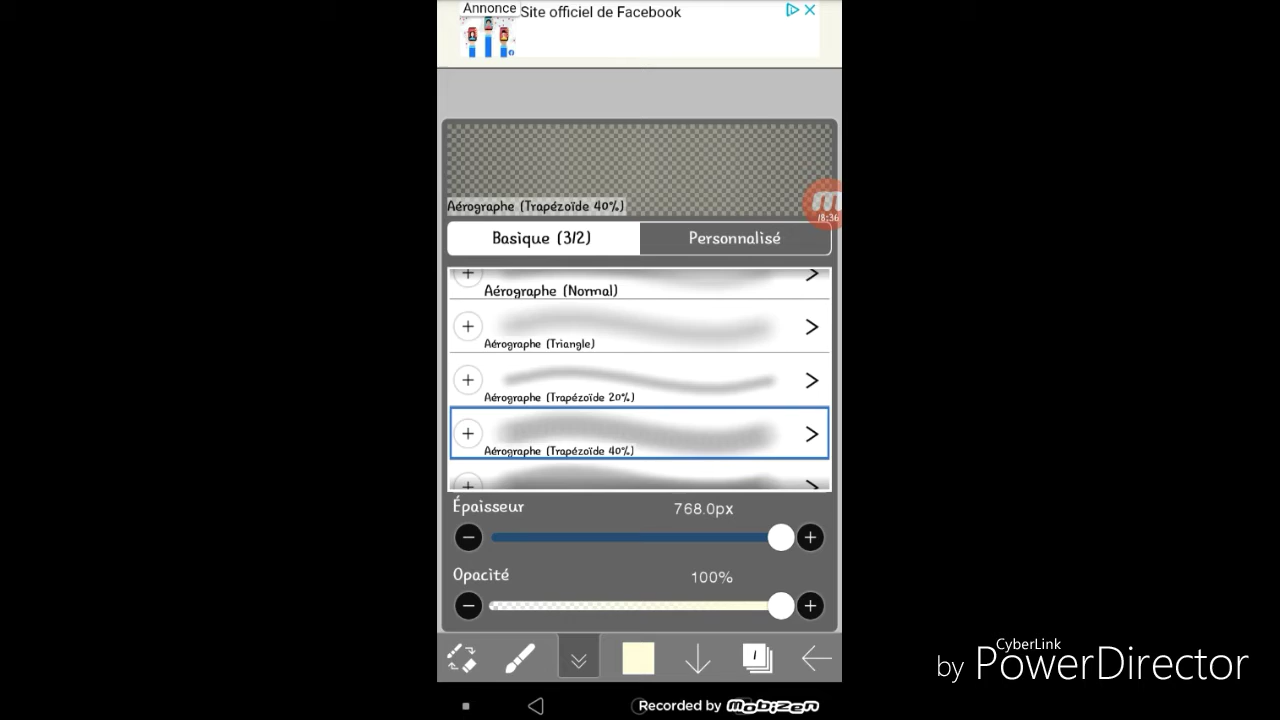 Annonce
Site officiel de Facebook
Aérographe (Trapézoïde 40%)
18:36
Basique (3/2)
Personnalisé
Aérographe (Normal)
Aérographe (Triangle)
Aérographe (Trapézoïde 20%)
Aérographe (Trapézoïde 40%)
Épaisseur
768.0px
Opacité
100%
1
CyberLink
by PowerDirector
Recorded by Mobizen